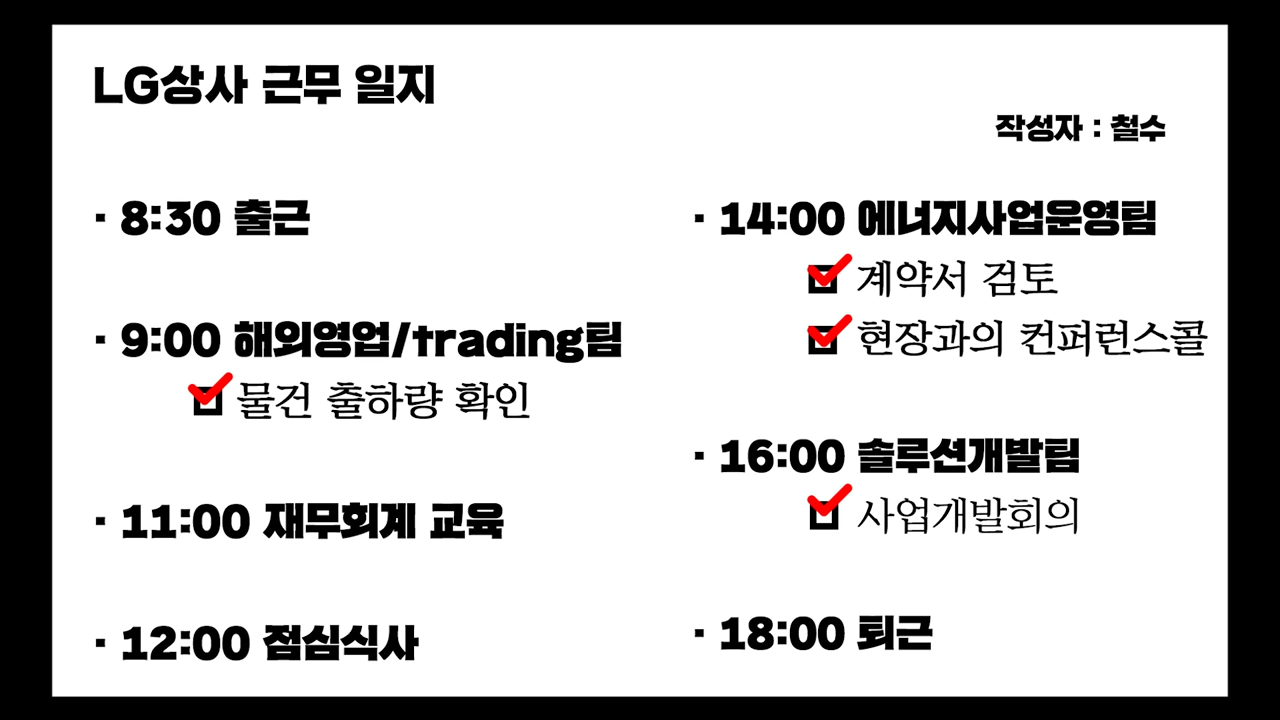 LG상사 근무 일지
작성자 : 철수
· 8:30 출근
· 9:00 해외영업/trading팀
물건 출하량 확인
· 11:00 재무회계 교육
· 12:00 점심식사
· 14:00 에너지사업운영팀
계약서 검토
현장과의 컨퍼런스콜
· 16:00 솔루션개발팀
사업개발회의
· 18:00 퇴근